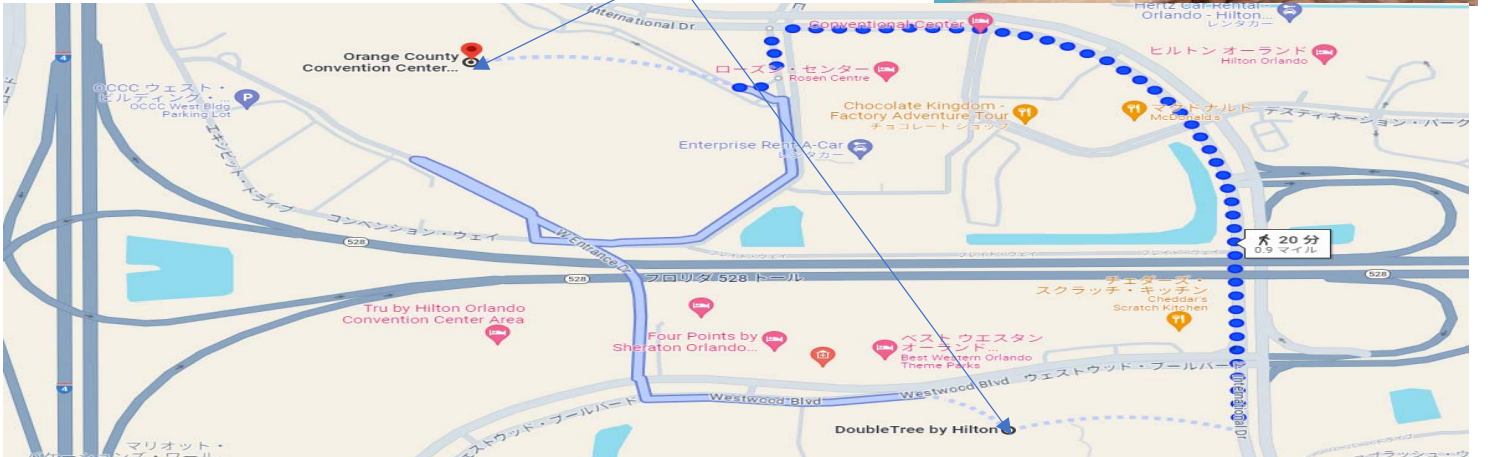 Hertz Car Rental -
Orlando - Hilton...
レンタカー
International Dr
Conventional Center
Orange County
Convention Center...
ヒルトン オーランド
Hilton Orlando
ローズン・センター
Rosen Centre
4
OCCC ウェスト・
ビルディング・...
OCCC West Bldg
Parking Lot
P
Chocolate Kingdom -
Factory Adventure Tour
チョコレート ショップ
マクドナルド
McDonald's
デスティネーション・パーク
Enterprise Rent A-Car
レンタカー
エキシビット・ドライブ
コンベンション・ウェイ
528
W Entrance Dr
20 分
0.9 マイル
528
フロリダ 528 トール
528
チェダーズ・
スクラッチ・キッチン
Cheddar's
Scratch Kitchen
Tru by Hilton Orlando
Convention Center Area
Four Points by
Sheraton Orlando...
ベスト ウエスタン
オーランド...
Best Western Orlando
Theme Parks
4
Westwood Blvd
Westwood Blvd
ウェストウッド・ブールバード
International Dr
DoubleTree by Hilton
マリオット・